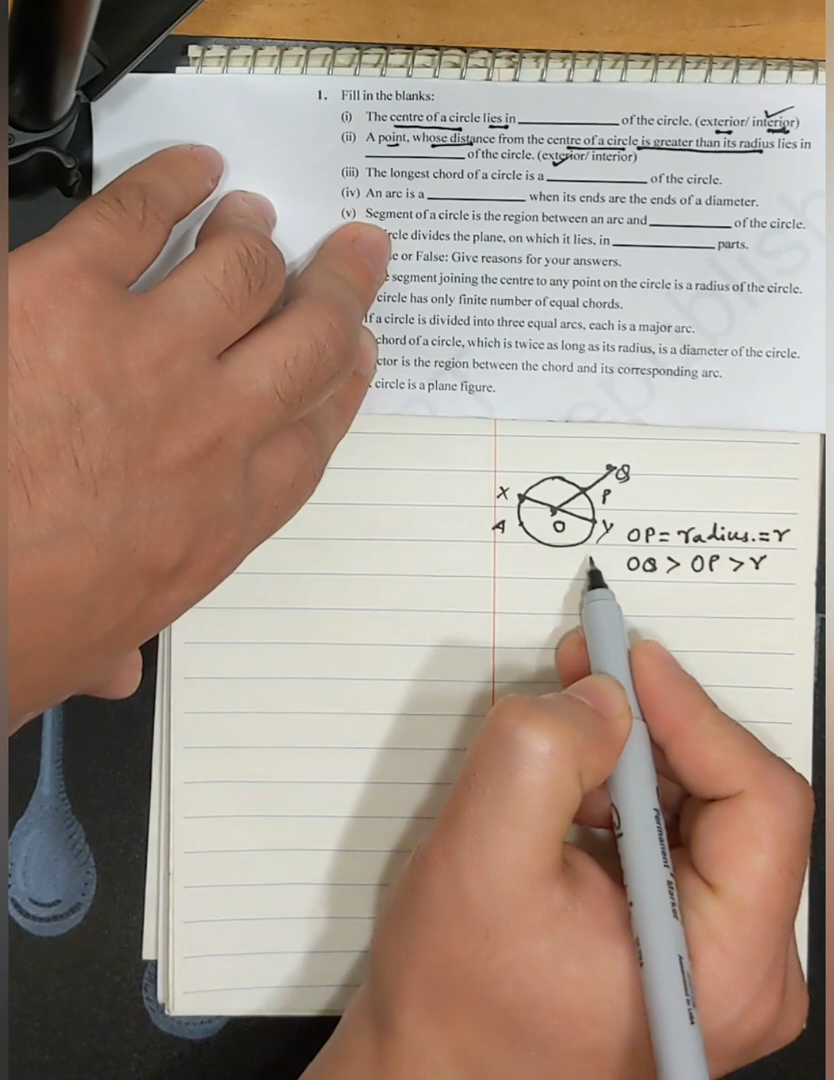 1. Fill in the blanks:
(i) The centre of a circle lies in ____________ of the circle. (exterior/ interior)
(ii) A point, whose distance from the centre of a circle is greater than its radius lies in
____________ of the circle. (exterior/ interior)
(iii) The longest chord of a circle is a ____________ of the circle.
(iv) An arc is a ____________ when its ends are the ends of a diameter.
(v) Segment of a circle is the region between an arc and ____________ of the circle.
rcle divides the plane, on which it lies, in ____________ parts.
e or False: Give reasons for your answers.
segment joining the centre to any point on the circle is a radius of the circle.
circle has only finite number of equal chords.
If a circle is divided into three equal arcs, each is a major arc.
chord of a circle, which is twice as long as its radius, is a diameter of the circle.
ctor is the region between the chord and its corresponding arc.
circle is a plane figure.
Q
X P
A O Y OP = radius. = r
OQ > OP > r
Permanent Marker